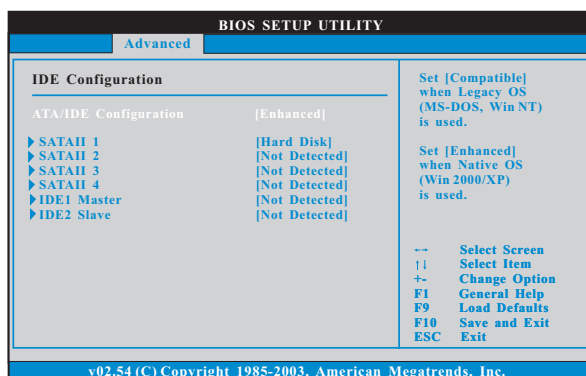 BIOS SETUP UTILITY
Advanced
IDE Configuration
ATA/IDE Configuration [Enhanced]
SATAII 1 [Hard Disk]
SATAII 2 [Not Detected]
SATAII 3 [Not Detected]
SATAII 4 [Not Detected]
IDE1 Master [Not Detected]
IDE2 Slave [Not Detected]
Set [Compatible]
when Legacy OS
(MS-DOS, Win NT)
is used.
Set [Enhanced]
when Native OS
(Win 2000/XP)
is used.
←→ Select Screen
↑↓ Select Item
+- Change Option
F1 General Help
F9 Load Defaults
F10 Save and Exit
ESC Exit
v02.54 (C) Copyright 1985-2003, American Megatrends, Inc.